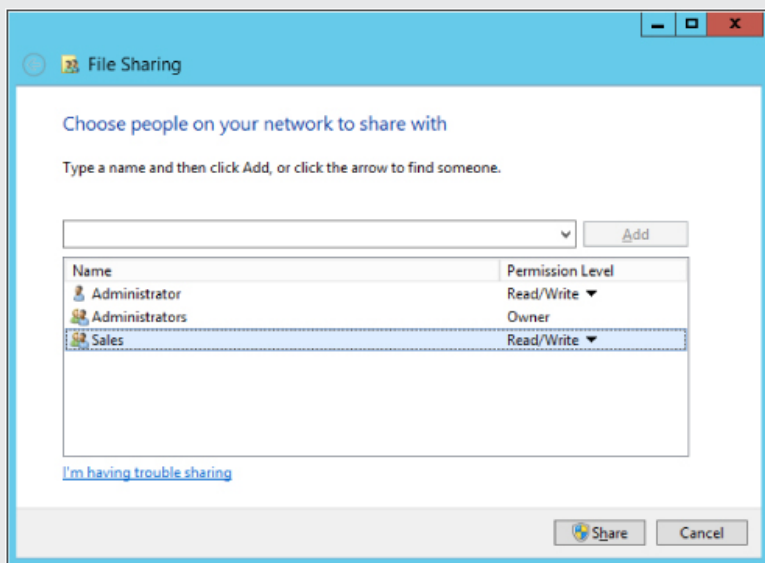 File Sharing
Choose people on your network to share with
Type a name and then click Add, or click the arrow to find someone.
Add
Name Permission Level
Administrator Read/Write
Administrators Owner
Sales Read/Write
I'm having trouble sharing
Share Cancel